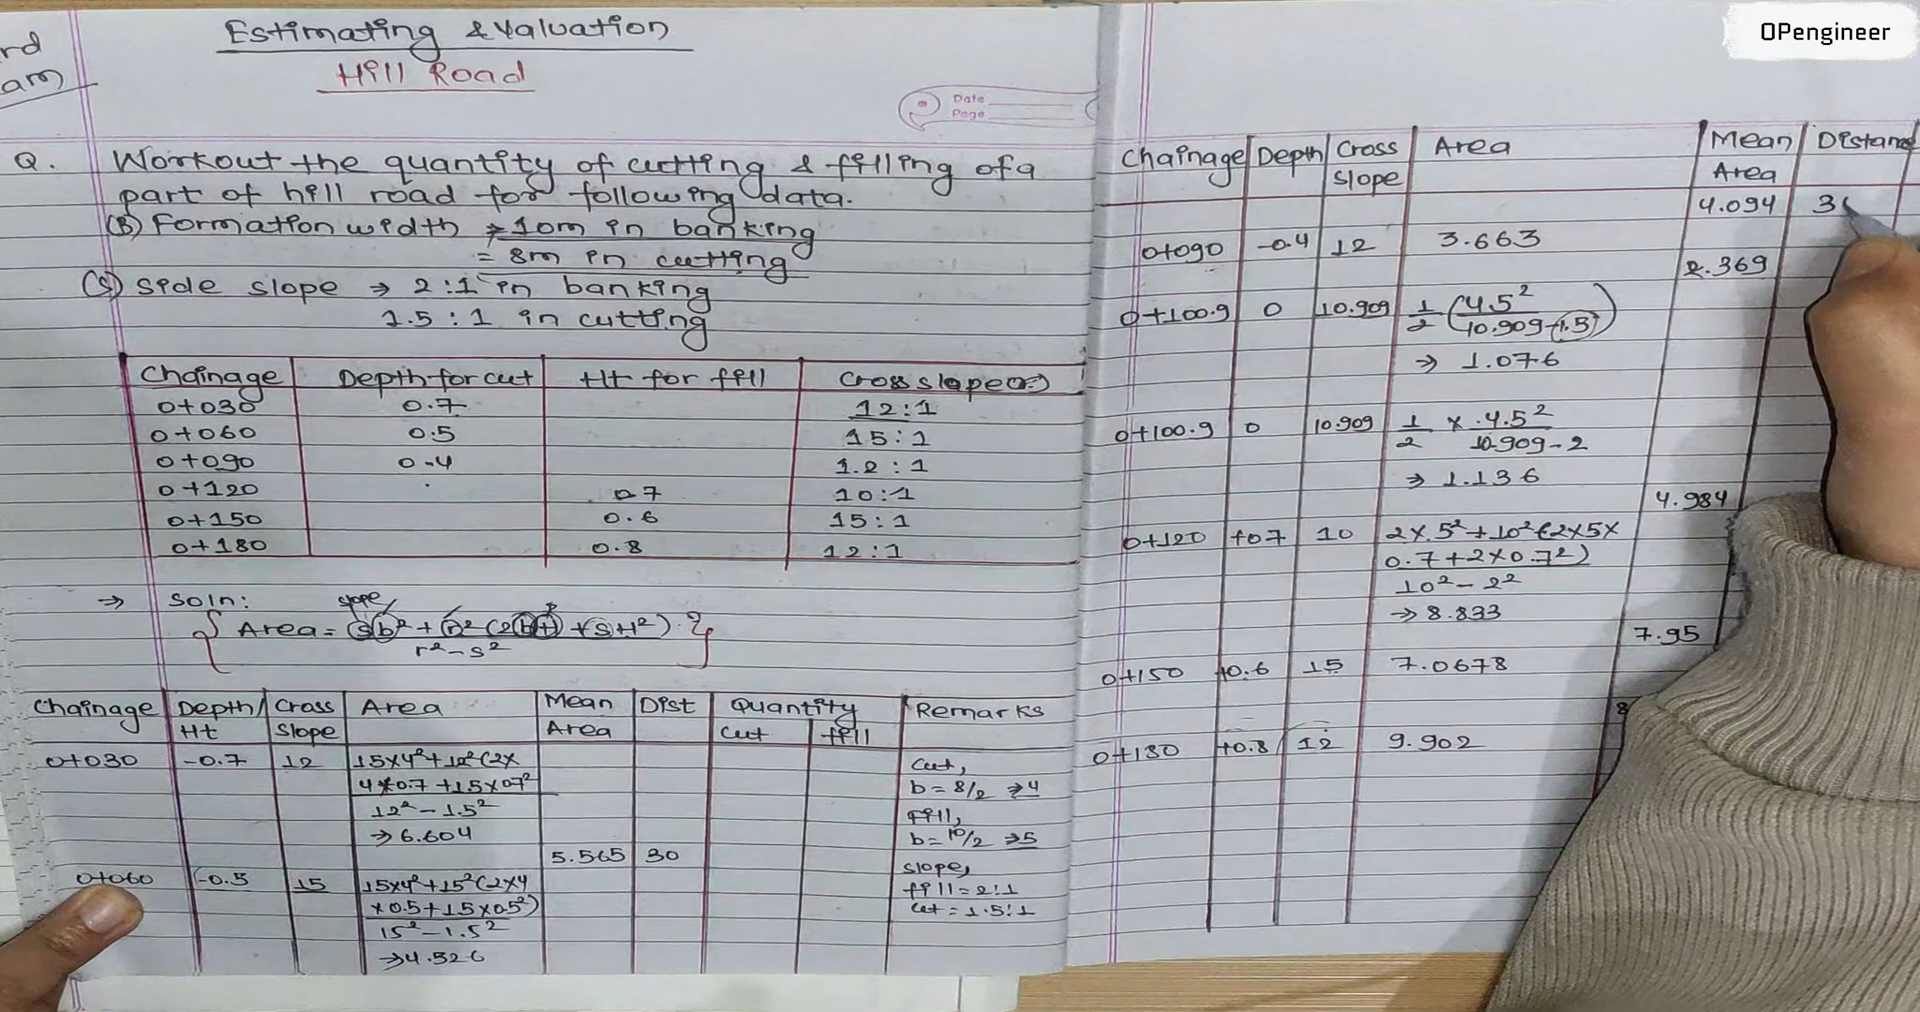 OPengineer
rd
am
Estimating & Valuation
Hill Road
Date
Page
Q. Workout the quantity of cutting & filling of a
part of hill road for following data.
(B) Formation width → 10m in banking
= 8m in cutting
(S) side slope → 2:1 in banking
1.5:1 in cutting
Chainage Depth for cut Ht for fill Cross slope(r)
0+030 0.7 12:1
0+060 0.5 15:1
0+090 0.4 12:1
0+120 0.7 10:1
0+150 0.6 15:1
0+180 0.8 12:1
→ Soln: slope
{ Area = sb² + r² (2bH + sH²) }
r² - s²
Chainage Depth/ Cross Area Mean Dist Quantity Remarks
Ht Slope Area Cut fill
0+030 -0.7 12 1.5×4²+12²(2× Cut,
4×0.7+1.5×0.7² b = 8/2 ⇒ 4
12² - 1.5² fill,
→ 6.604 b = 10/2 ⇒ 5
5.565 30 slope,
0+060 -0.5 15 1.5×4²+15²(2×4 fill = 2:1
×0.5+1.5×0.5²) cut = 1.5:1
15² - 1.5²
→ 4.526
Chainage Depth Cross Area Mean Distan
slope Area
4.094
0+090 -0.4 12 3.663
2.369
0+100.9 0 10.909 1/2 (4.5² / 10.909-1.5)
→ 1.076
0+100.9 0 10.909 1/2 × 4.5² / 10.909-2
→ 1.136
4.984
0+120 +0.7 10 2×5²+10²(2×5×
0.7+2×0.7²)
10² - 2²
→ 8.833
7.95
0+150 +0.6 15 7.0678
8
0+180 +0.8 12 9.902